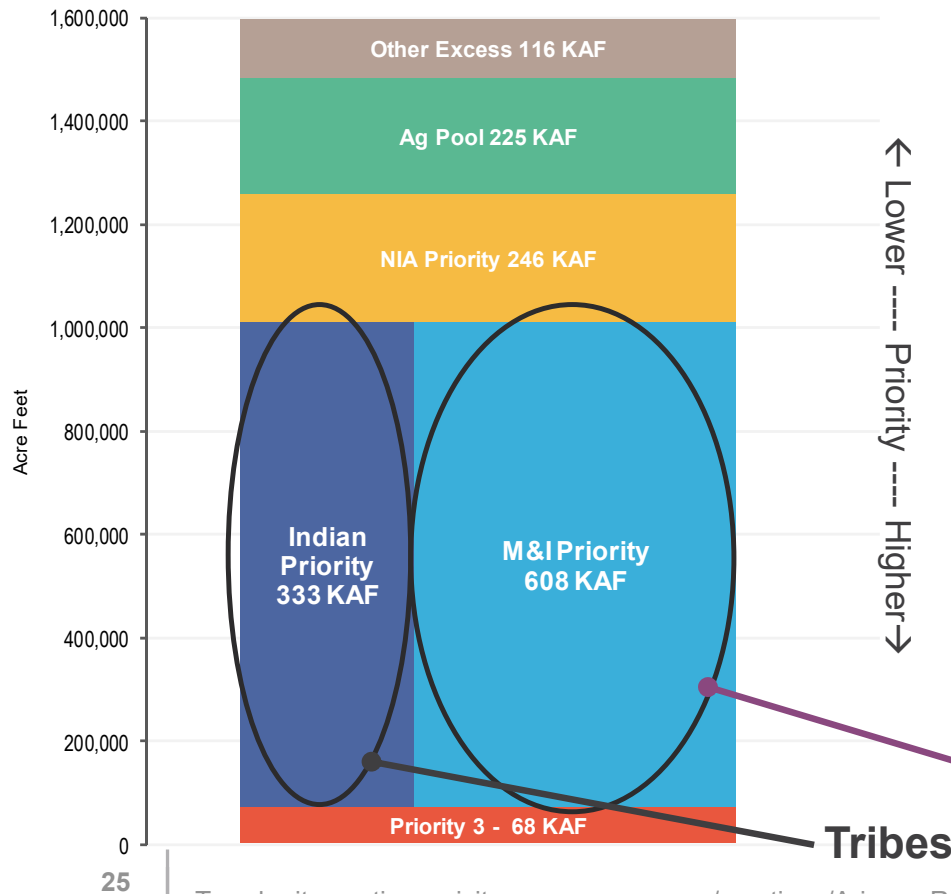 1,600,000
Other Excess 116 KAF
1,400,000
Ag Pool 225 KAF
1,200,000
NIA Priority 246 KAF
1,000,000
800,000
Acre Feet
600,000
Indian
Priority
333 KAF
M&I Priority
608 KAF
400,000
200,000
Priority 3 - 68 KAF
0
← Lower ---- Priority ---- Higher→
Tribes
25